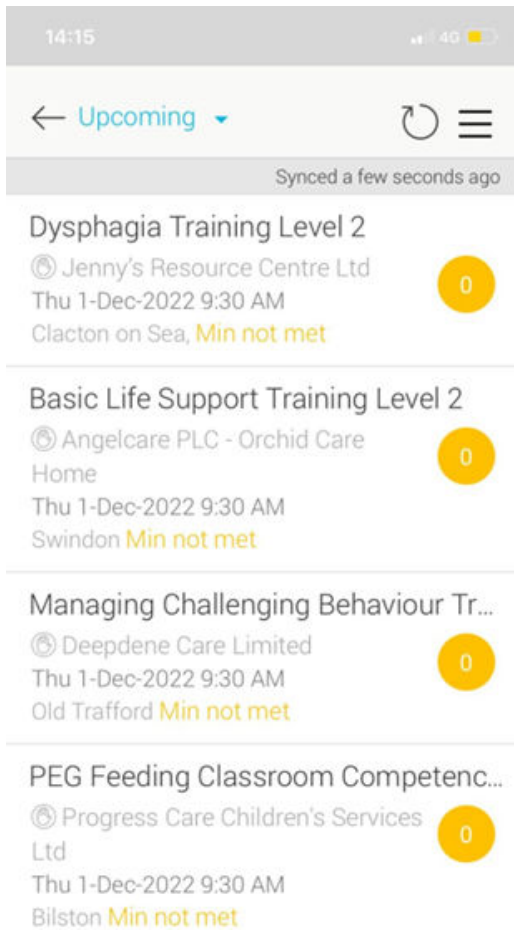 14:15
4G
Upcoming
Synced a few seconds ago
Dysphagia Training Level 2
Jenny's Resource Centre Ltd
Thu 1-Dec-2022 9:30 AM
Clacton on Sea, Min not met
0
Basic Life Support Training Level 2
Angelcare PLC - Orchid Care
Home
Thu 1-Dec-2022 9:30 AM
Swindon Min not met
0
Managing Challenging Behaviour Tr...
Deepdene Care Limited
Thu 1-Dec-2022 9:30 AM
Old Trafford Min not met
0
PEG Feeding Classroom Competenc...
Progress Care Children's Services
Ltd
Thu 1-Dec-2022 9:30 AM
Bilston Min not met
0